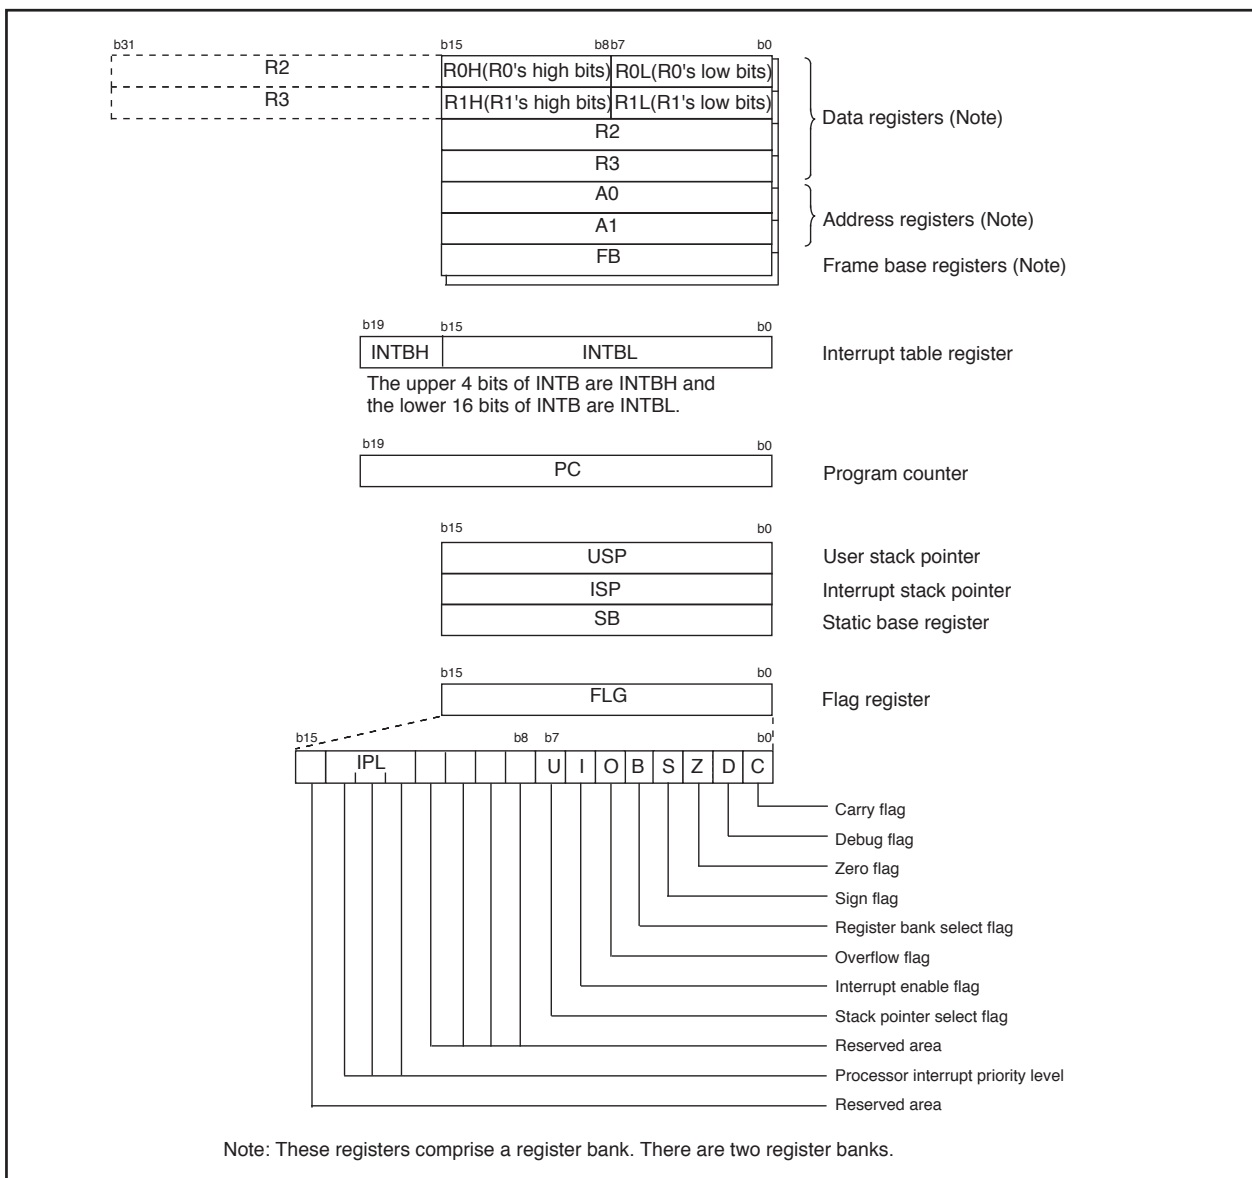 b31 b15 b8b7 b0
R2 R0H(R0's high bits) R0L(R0's low bits)
R3 R1H(R1's high bits) R1L(R1's low bits)
Data registers (Note)
R2
R3
A0
A1
Address registers (Note)
FB
Frame base registers (Note)
b19 b15 b0
INTBH INTBL Interrupt table register
The upper 4 bits of INTB are INTBH and
the lower 16 bits of INTB are INTBL.
b19 b0
PC Program counter
b15 b0
USP User stack pointer
ISP Interrupt stack pointer
SB Static base register
b15 b0
FLG Flag register
b15 b8 b7 b0
IPL U I O B S Z D C
Carry flag
Debug flag
Zero flag
Sign flag
Register bank select flag
Overflow flag
Interrupt enable flag
Stack pointer select flag
Reserved area
Processor interrupt priority level
Reserved area
Note: These registers comprise a register bank. There are two register banks.